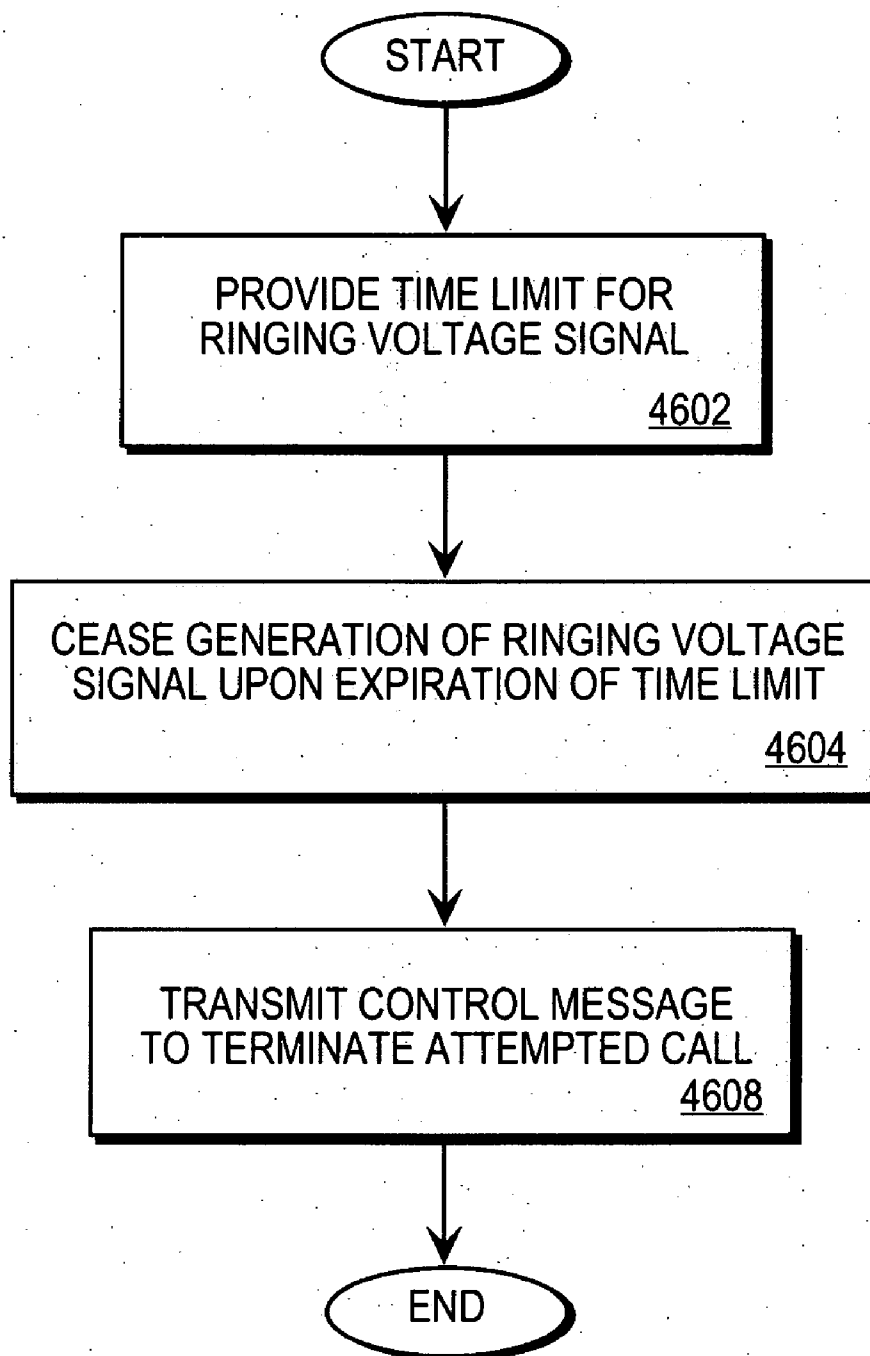 START
PROVIDE TIME LIMIT FOR
RINGING VOLTAGE SIGNAL
4602
CEASE GENERATION OF RINGING VOLTAGE
SIGNAL UPON EXPIRATION OF TIME LIMIT
4604
TRANSMIT CONTROL MESSAGE
TO TERMINATE ATTEMPTED CALL
4608
END